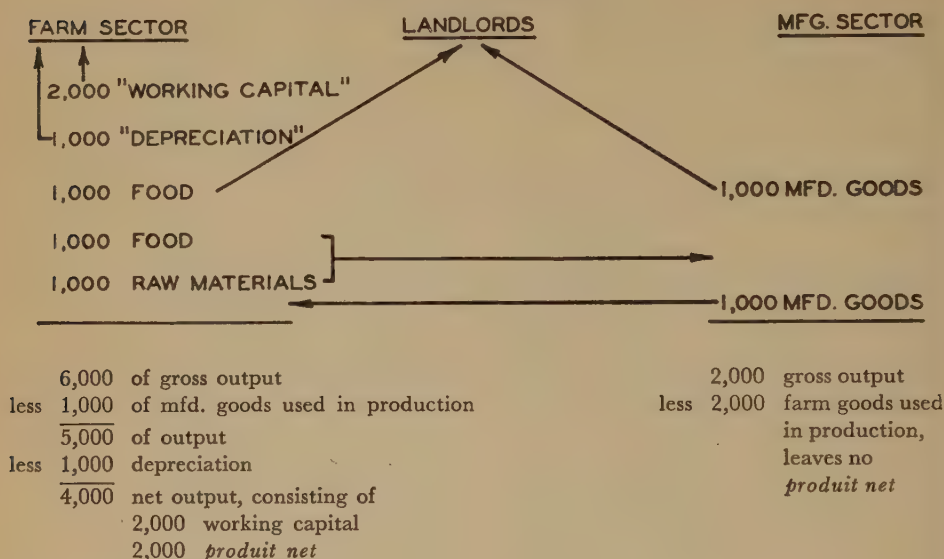 FARM SECTOR LANDLORDS MFG. SECTOR
2,000 "WORKING CAPITAL"
1,000 "DEPRECIATION"
1,000 FOOD 1,000 MFD. GOODS
1,000 FOOD
1,000 RAW MATERIALS 1,000 MFD. GOODS
6,000 of gross output
less 1,000 of mfd. goods used in production
5,000 of output
less 1,000 depreciation
4,000 net output, consisting of
2,000 working capital
2,000 produit net
2,000 gross output
less 2,000 farm goods used
in production,
leaves no
produit net